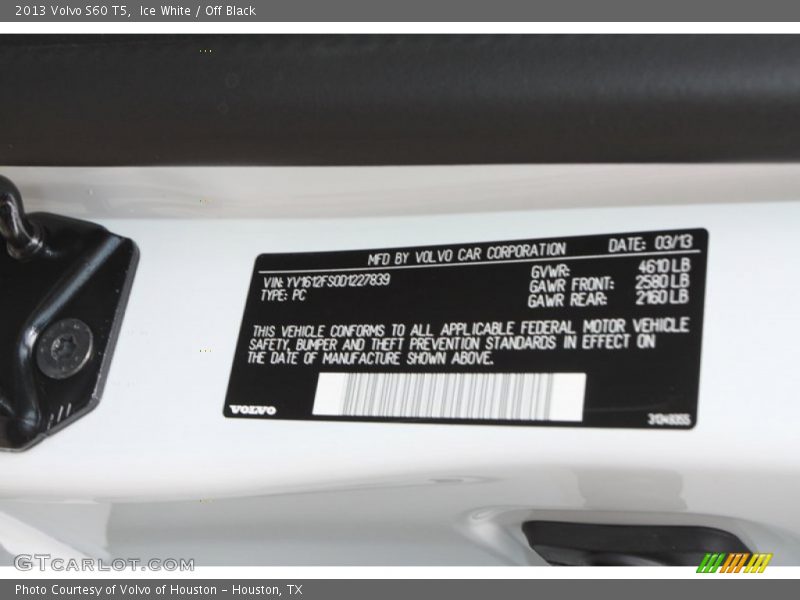 2013 Volvo S60 T5, Ice White / Off Black
MFD BY VOLVO CAR CORPORATION DATE: 03/13
VIN: YV1612FS0D1227839
TYPE: PC
GVWR: 4610 LB
GAWR FRONT: 2580 LB
GAWR REAR: 2160 LB
THIS VEHICLE CONFORMS TO ALL APPLICABLE FEDERAL MOTOR VEHICLE
SAFETY, BUMPER AND THEFT PREVENTION STANDARDS IN EFFECT ON
THE DATE OF MANUFACTURE SHOWN ABOVE.
VOLVO
31349355
GTCARLOT.COM
Photo Courtesy of Volvo of Houston - Houston, TX